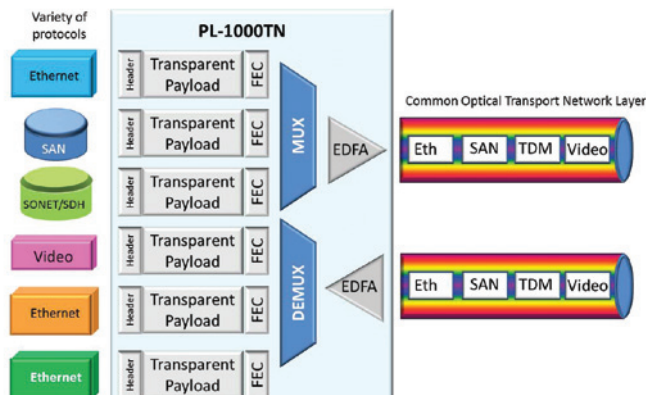 Variety of
protocols
PL-1000TN
Ethernet
Header
Transparent
Payload
FEC
SAN
Header
Transparent
Payload
FEC
SONET/SDH
Header
Transparent
Payload
FEC
Video
Header
Transparent
Payload
FEC
Ethernet
Header
Transparent
Payload
FEC
Ethernet
Header
Transparent
Payload
FEC
MUX
DEMUX
EDFA
EDFA
Common Optical Transport Network Layer
Eth SAN TDM Video
Eth SAN TDM Video